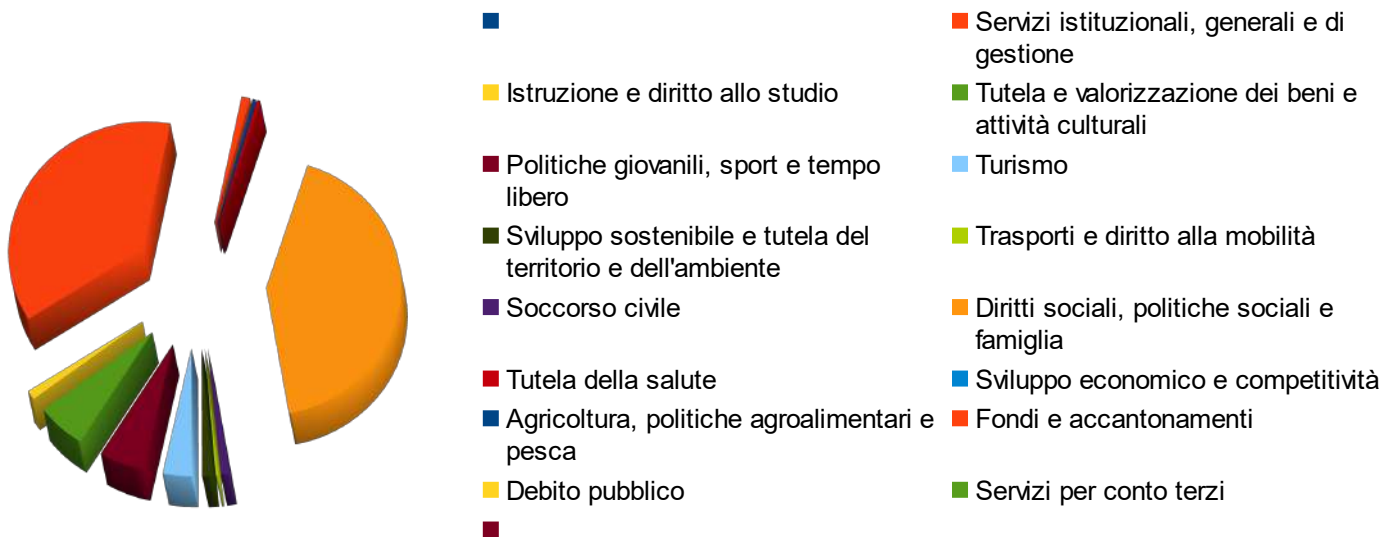 Servizi istituzionali, generali e di
gestione
Istruzione e diritto allo studio
Tutela e valorizzazione dei beni e
attività culturali
Politiche giovanili, sport e tempo
libero
Turismo
Sviluppo sostenibile e tutela del
territorio e dell'ambiente
Trasporti e diritto alla mobilità
Soccorso civile
Diritti sociali, politiche sociali e
famiglia
Tutela della salute
Sviluppo economico e competitività
Agricoltura, politiche agroalimentari e
pesca
Fondi e accantonamenti
Debito pubblico
Servizi per conto terzi